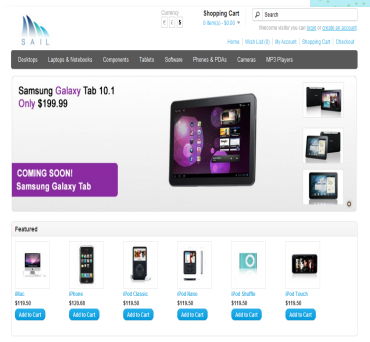 Currency
€ £ $
Shopping Cart
0 item(s) - $0.00
Search
Welcome visitor you can login or create an account.
Home Wish List (0) My Account Shopping Cart Checkout
SAIL
Desktops Laptops & Notebooks Components Tablets Software Phones & PDAs Cameras MP3 Players
Samsung Galaxy Tab 10.1
Only $199.99
COMING SOON!
Samsung Galaxy Tab
Featured
iMac iPhone iPod Classic iPod Nano iPod Shuffle iPod Touch
$119.50 $120.68 $119.50 $119.50 $119.50 $119.50
Add to Cart Add to Cart Add to Cart Add to Cart Add to Cart Add to Cart